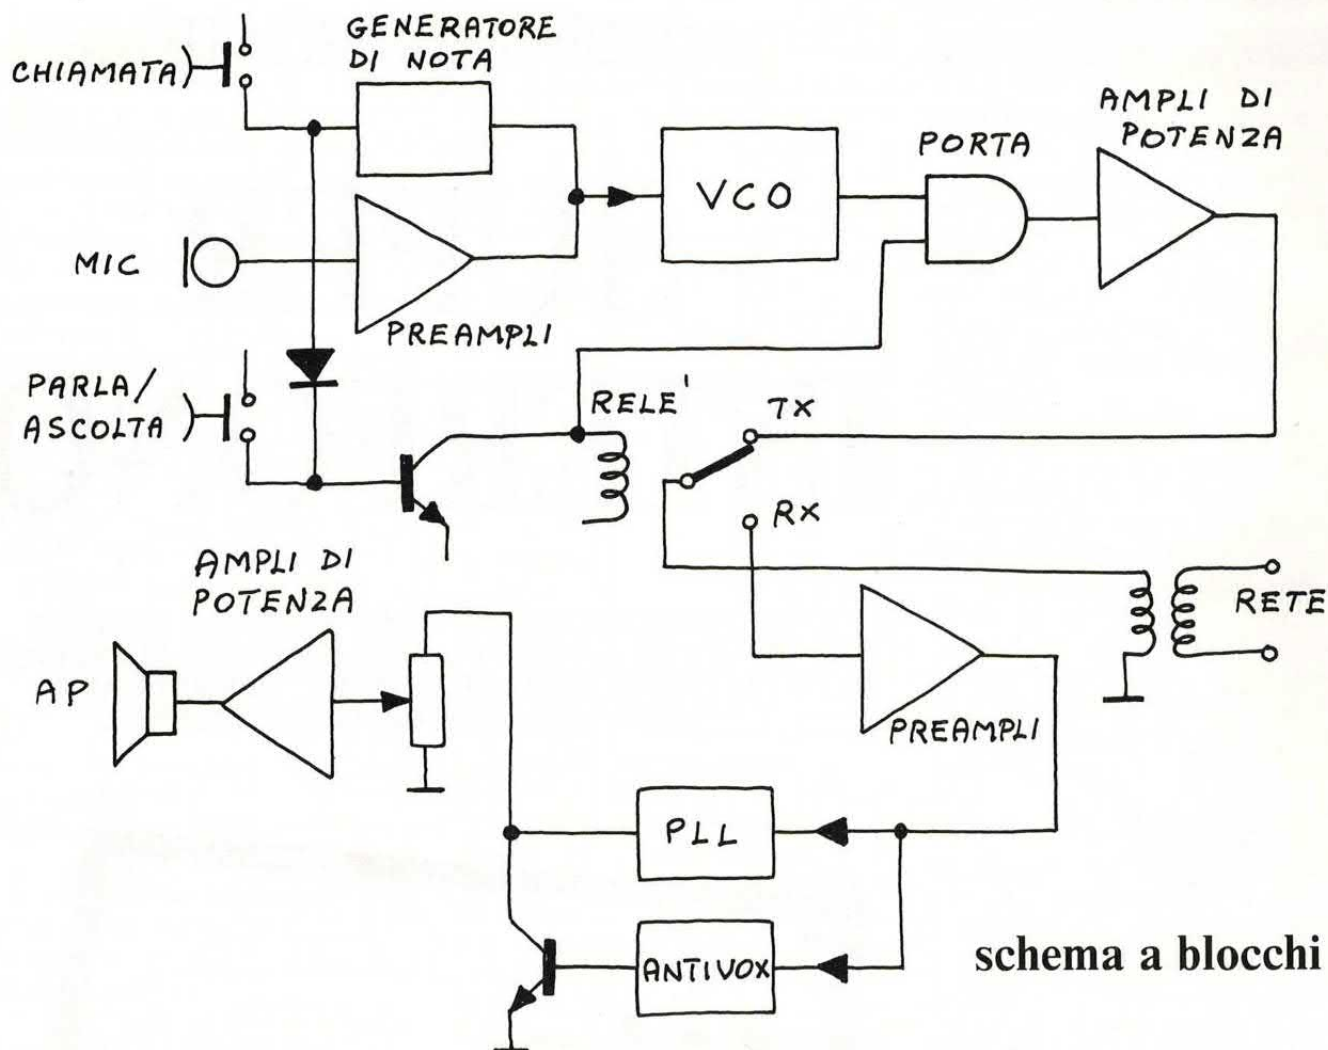 GENERATORE
DI NOTA
CHIAMATA
AMPLI DI
POTENZA
PORTA
VCO
MIC
PREAMPLI
PARLA/
ASCOLTA
RELE'
TX
RX
AMPLI DI
POTENZA
RETE
AP
PREAMPLI
PLL
ANTIVOX
schema a blocchi